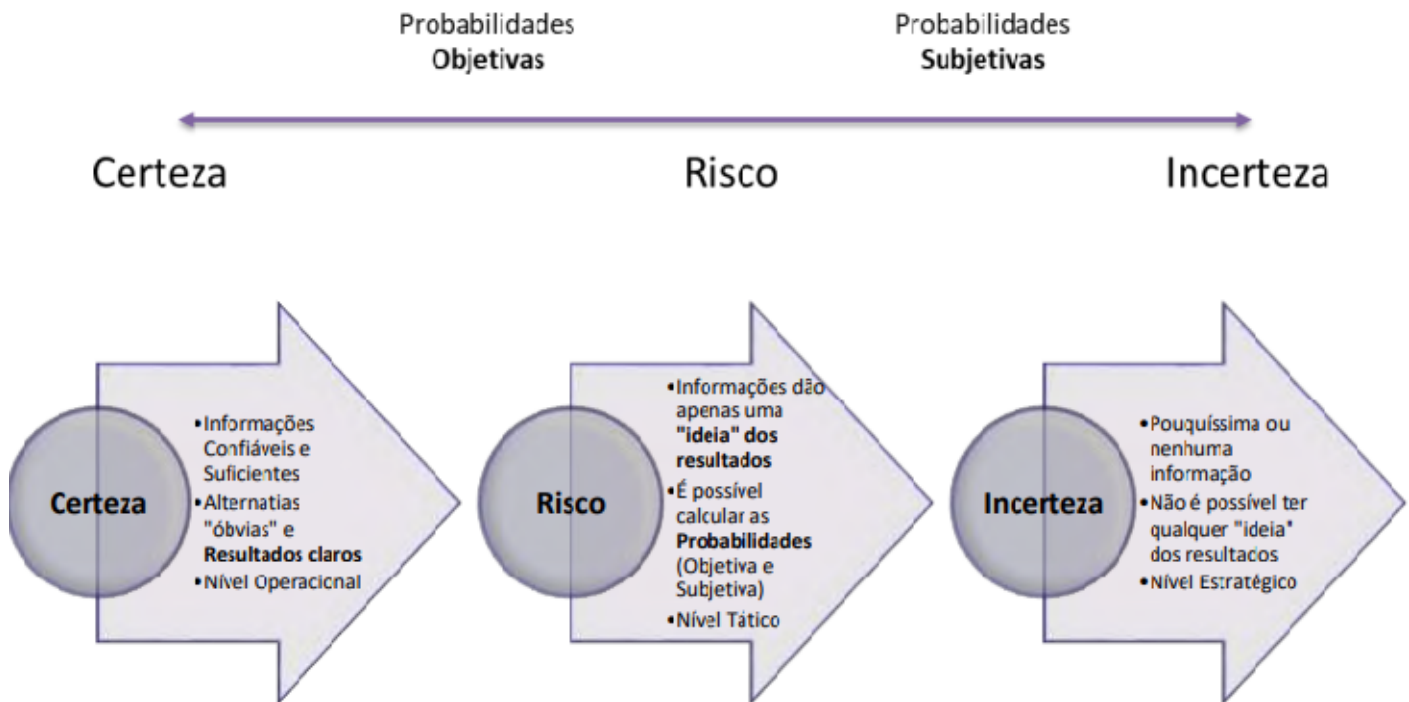 Probabilidades
Objetivas
Probabilidades
Subjetivas
Certeza
Risco
Incerteza
Certeza
•Informações
Confiáveis e
Suficientes
•Alternatias
"óbvias" e
Resultados claros
•Nível Operacional
Risco
•Informações dão
apenas uma
"ideia" dos
resultados
•É possível
calcular as
Probabilidades
(Objetiva e
Subjetiva)
•Nível Tático
Incerteza
•Pouquíssima ou
nenhuma
informação
•Não é possível ter
qualquer "ideia"
dos resultados
•Nível Estratégico